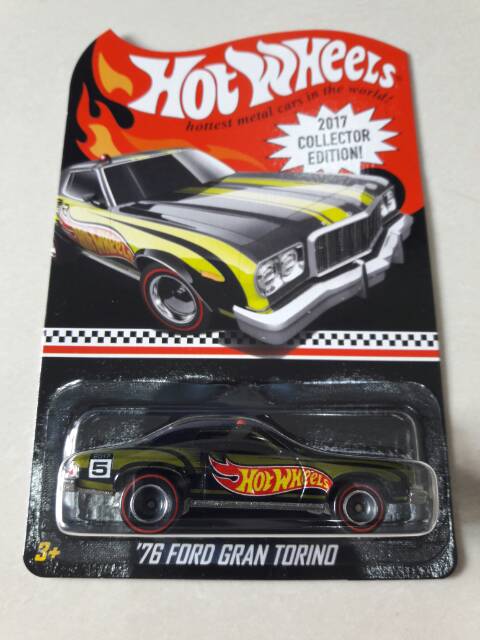 Hot Wheels®
hottest metal cars in the world!
2017
COLLECTOR
EDITION!
HOT WHEELS
2017
5
HOT WHEELS
3+
'76 FORD GRAN TORINO